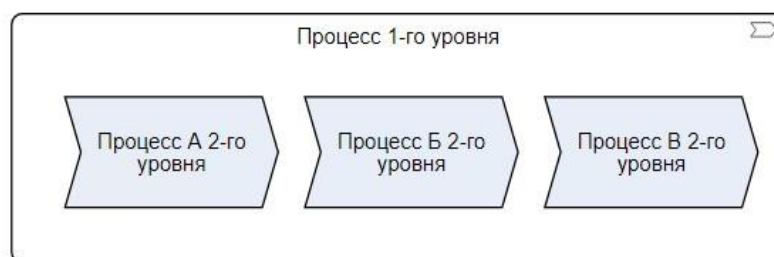 Процесс 1-го уровня
Процесс А 2-го
уровня
Процесс Б 2-го
уровня
Процесс В 2-го
уровня